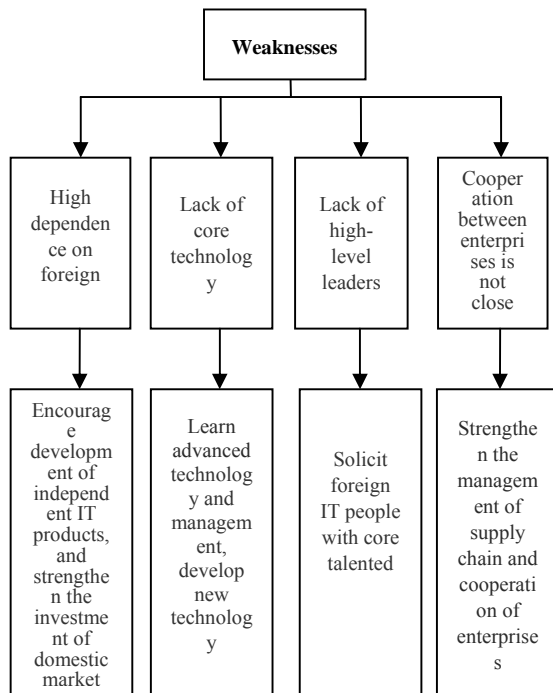 Weaknesses
High
dependen
ce on
foreign
Lack of
core
technolog
y
Lack of
high-
level
leaders
Cooper
ation
between
enterpri
ses is
not
close
Encourag
e
developm
ent of
independ
ent IT
products,
and
strengthe
n the
investme
nt of
domestic
market
Learn
advanced
technolog
y and
managem
ent,
develop
new
technolog
y
Solicit
foreign
IT people
with core
talented
Strengthe
n the
managem
ent of
supply
chain and
cooperati
on of
enterprise
s